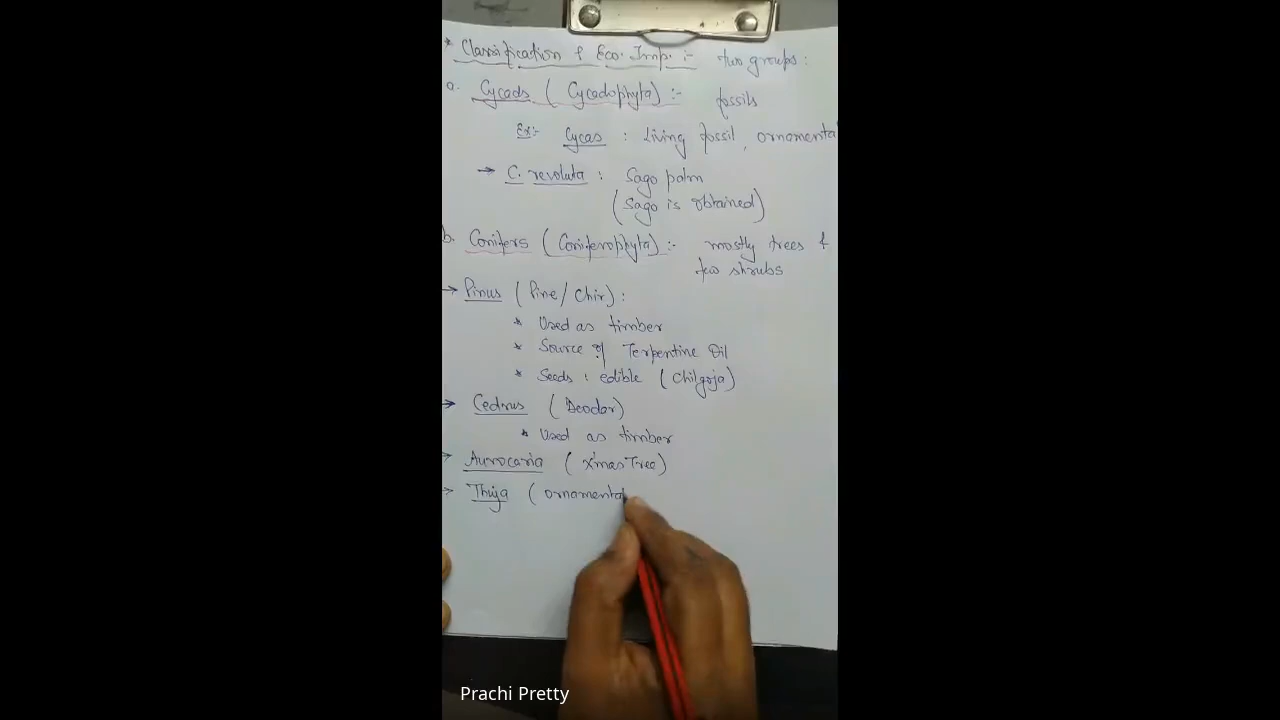 * Classification & Eco. Imp. :- two groups :
a. Cycads ( Cycadophyta) :- fossils
Ex:- Cycas : Living fossil, ornamental
→ C. revoluta : Sago palm
(Sago is obtained)
b. Conifers ( Coniferophyta) :- mostly trees &
few shrubs
→ Pinus ( Pine/ Chir) :
* Used as timber
* Source of Terpentine Oil
* Seeds : edible ( Chilgoja)
→ Cedrus ( Deodar)
* Used as timber
→ Aurocaria ( X'mas Tree)
→ Thuja ( ornamental
Prachi Pretty